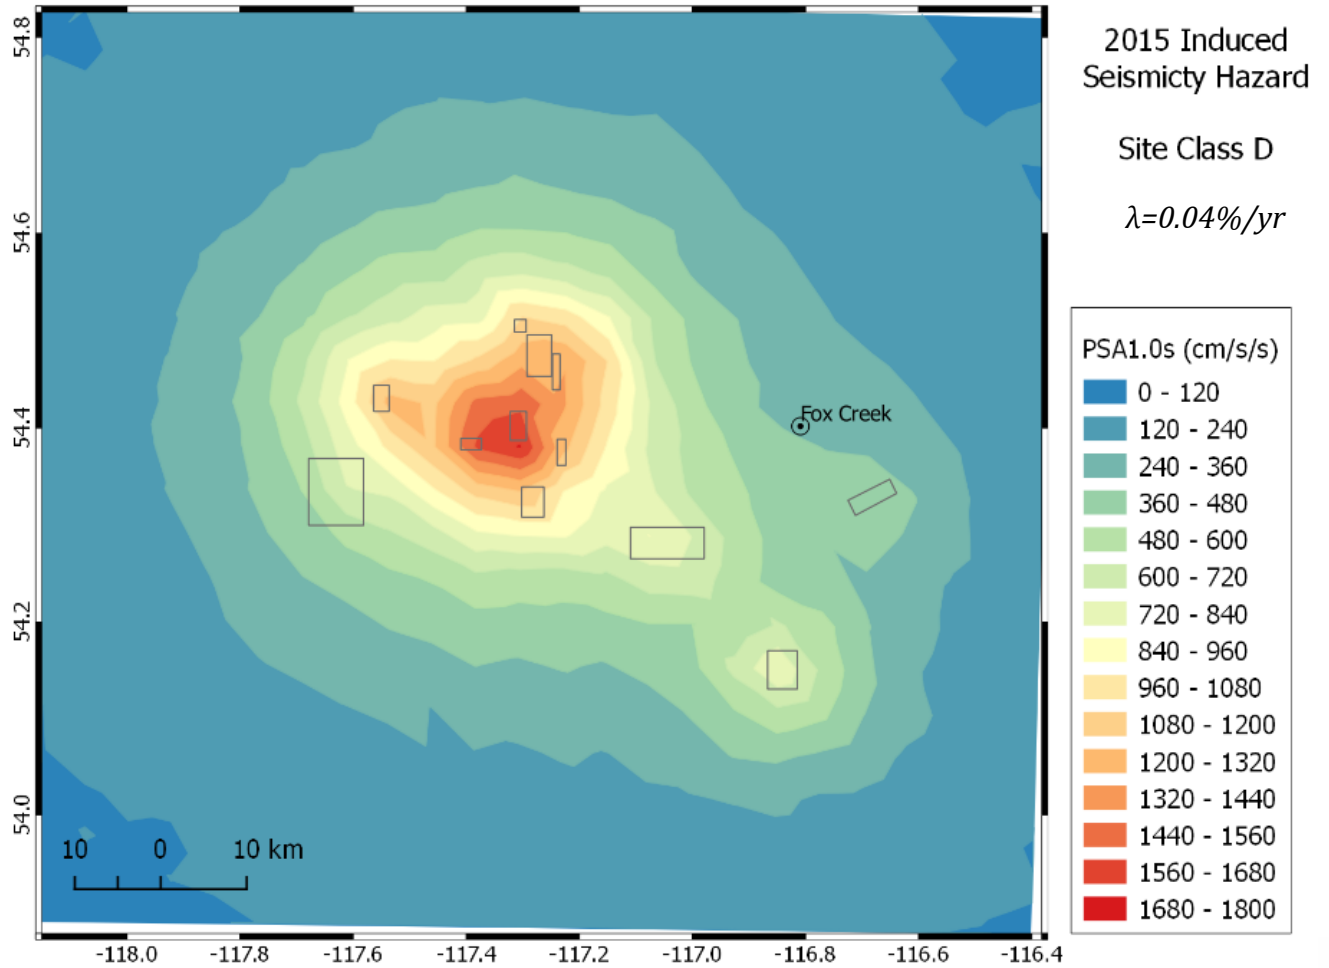 2015 Induced
Seismicty Hazard
Site Class D
λ=0.04%/yr
PSA1.0s (cm/s/s)
0 - 120
120 - 240
240 - 360
360 - 480
480 - 600
600 - 720
720 - 840
840 - 960
960 - 1080
1080 - 1200
1200 - 1320
1320 - 1440
1440 - 1560
1560 - 1680
1680 - 1800
54.8
54.6
54.4
54.2
54.0
Fox Creek
10 0 10 km
-118.0 -117.6 -117.4 -117.2 -117.0 -116.8 -116.6 -116.4